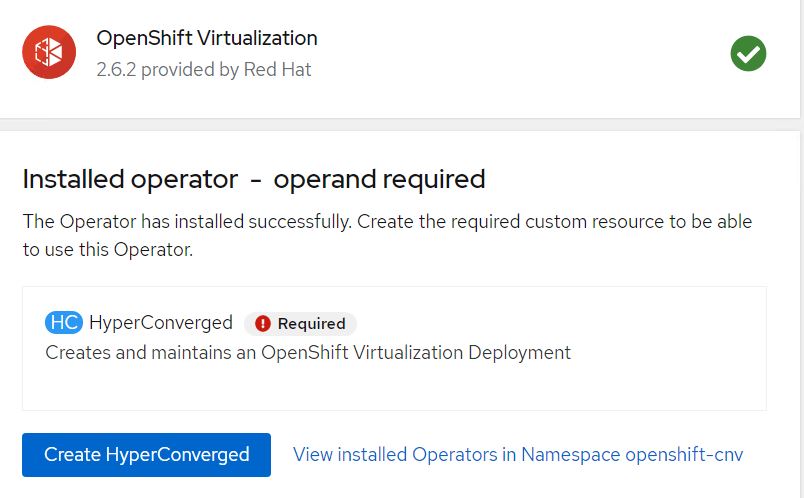 OpenShift Virtualization
2.6.2 provided by Red Hat
Installed operator - operand required
The Operator has installed successfully. Create the required custom resource to be able
to use this Operator.
HC HyperConverged Required
Creates and maintains an OpenShift Virtualization Deployment
Create HyperConverged View installed Operators in Namespace openshift-cnv